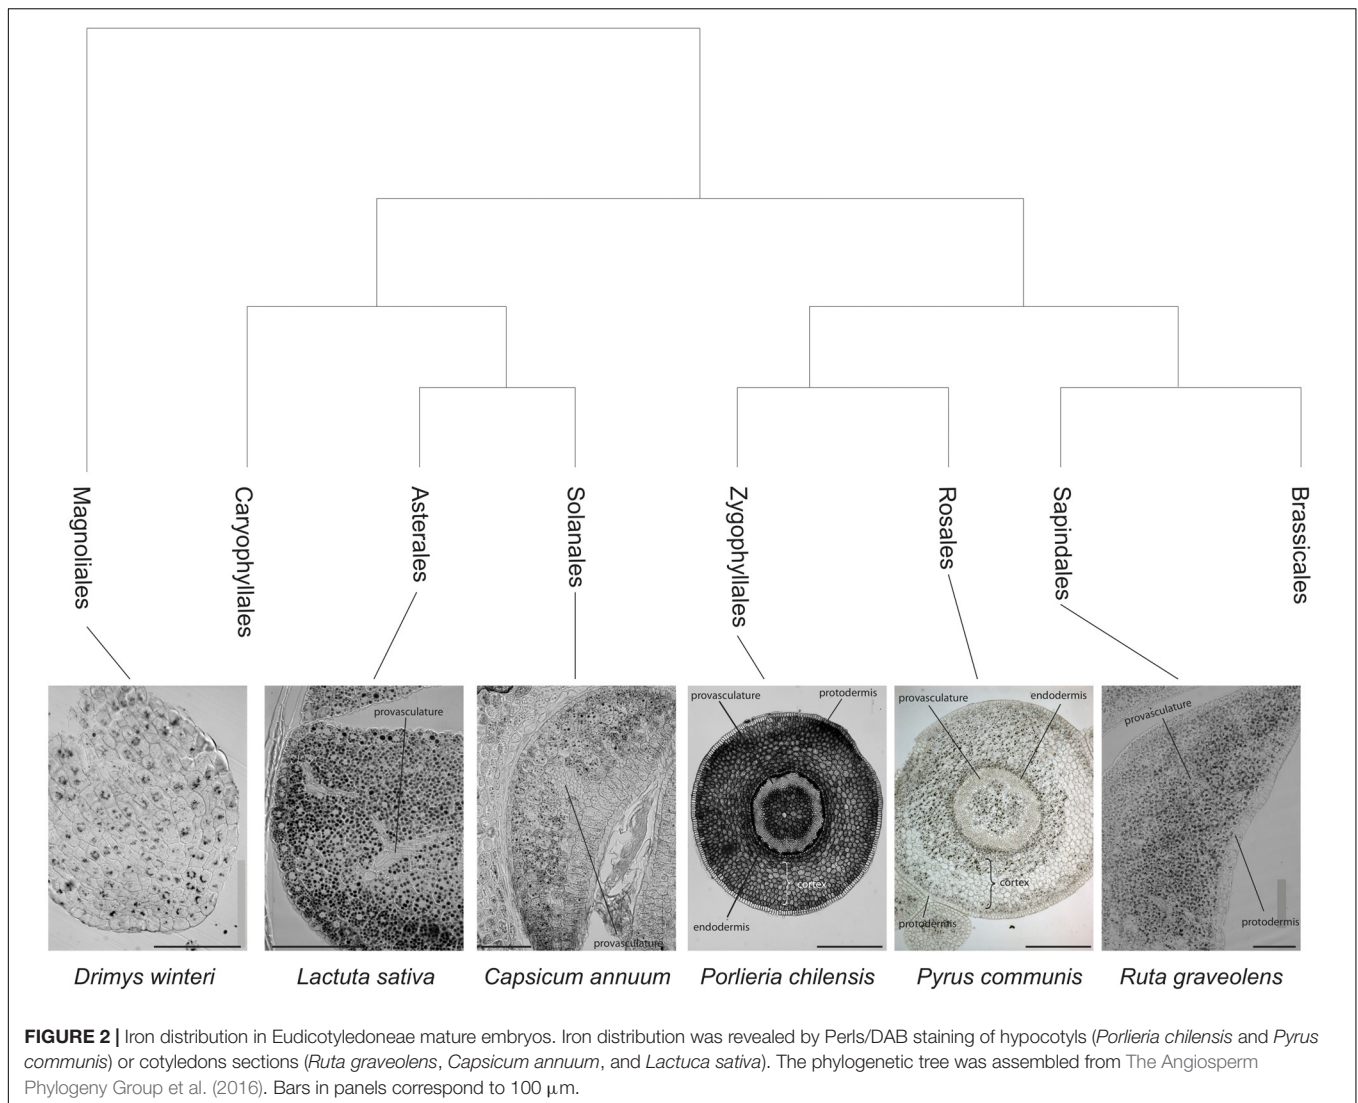 Magnoliales
Caryophyllales
Asterales
Solanales
Zygophyllales
Rosales
Sapindales
Brassicales
provasculature
provasculature
provasculature
protodermis
cortex
endodermis
provasculature
endodermis
cortex
protodermis
provasculature
protodermis
Drimys winteri
Lactuta sativa
Capsicum annuum
Porlieria chilensis
Pyrus communis
Ruta graveolens
FIGURE 2 | Iron distribution in Eudicotyledoneae mature embryos. Iron distribution was revealed by Perls/DAB staining of hypocotyls (Porlieria chilensis and Pyrus
communis) or cotyledons sections (Ruta graveolens, Capsicum annuum, and Lactuca sativa). The phylogenetic tree was assembled from The Angiosperm
Phylogeny Group et al. (2016). Bars in panels correspond to 100 μm.